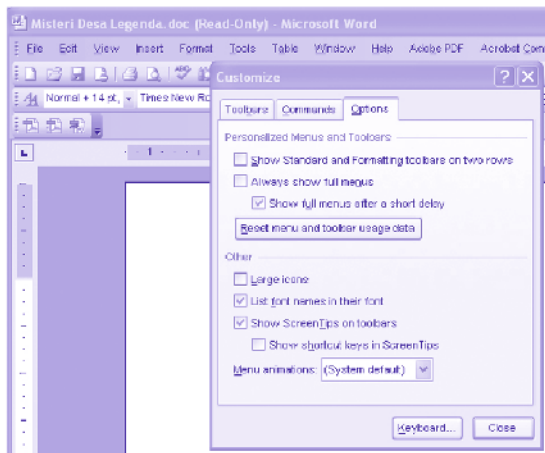 Misteri Desa Legenda.doc (Read-Only) - Microsoft Word
File Edit View Insert Format Tools Table Window Help Adobe PDF Acrobat Com
Normal + 14 pt, Times New Ro
Customize
Toolbars Commands Options
Personalized Menus and Toolbars
Show Standard and Formatting toolbars on two rows
Always show full menus
Show full menus after a short delay
Reset menu and toolbar usage data
Other
Large icons
List font names in their font
Show ScreenTips on toolbars
Show shortcut keys in ScreenTips
Menu animations: (System default)
Keyboard... Close